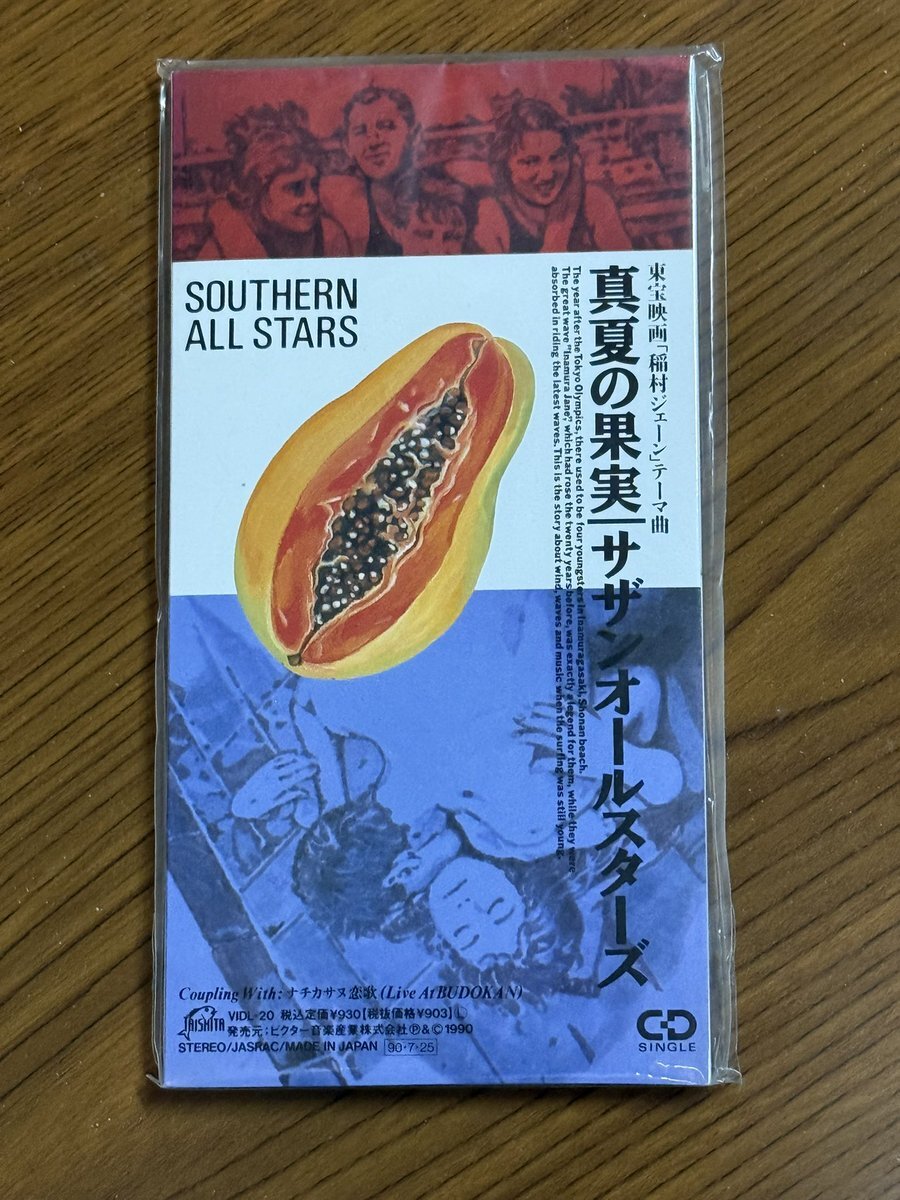 SOUTHERN
ALL STARS
東宝映画「稲村ジェーン」テーマ曲
真夏の果実|サザンオールスターズ
The year after the Tokyo Olympics, there used to be four youngsters in Inamuragasaki, Shonan beach.
The great wave "Inamura Jane", which had rose the twenty years before, was exactly a legend for them, while they were
absorbed in riding the latest waves. This is the story about wind, waves and music when the surfing was still young.
Coupling With: ナチカサヌ恋歌 (Live At BUDOKAN)
TAISHITA
VIDL-20 税込定価¥930【税抜価格¥903】Ⓛ
発売元:ビクター音楽産業株式会社 Ⓟ&Ⓒ 1990
STEREO/JASRAC/MADE IN JAPAN 90・7・25
CD
SINGLE